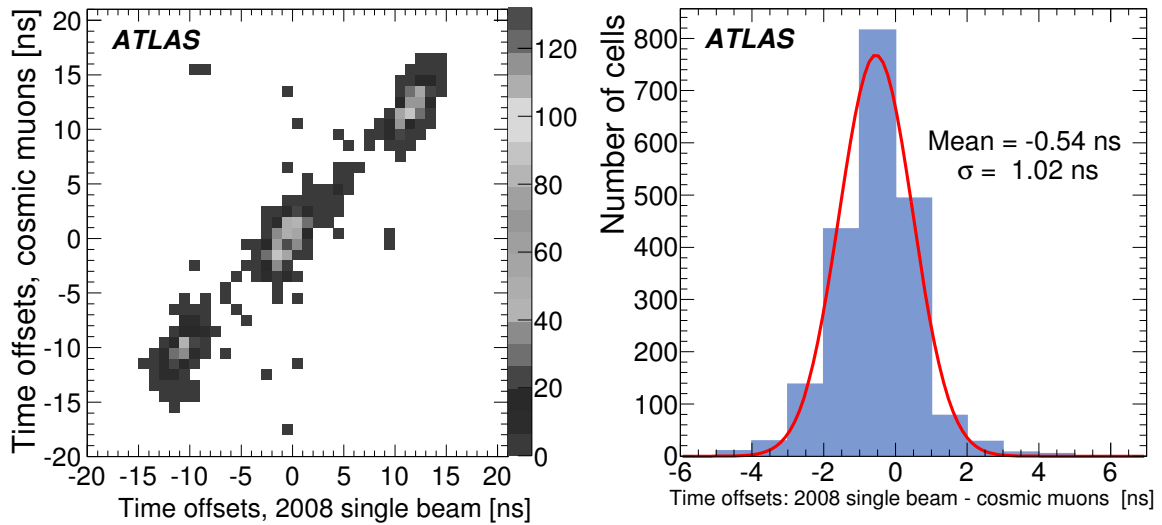 ATLAS
Time offsets, cosmic muons [ns]
20
15
10
5
0
-5
-10
-15
-20
-20 -15 -10 -5 0 5 10 15 20
Time offsets, 2008 single beam [ns]
120
100
80
60
40
20
0
ATLAS
Number of cells
800
700
600
500
400
300
200
100
0
Mean = -0.54 ns
σ = 1.02 ns
-6 -4 -2 0 2 4 6
Time offsets: 2008 single beam - cosmic muons [ns]